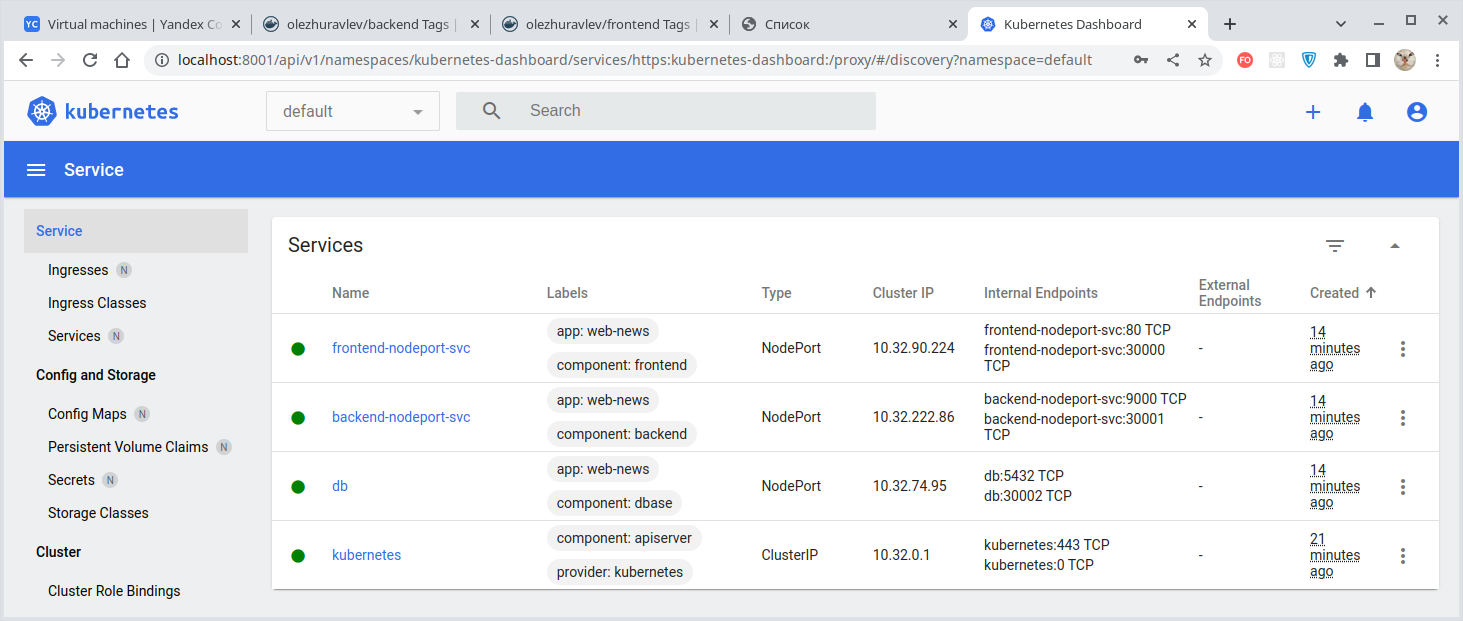 YC Virtual machines | Yandex Co
olezhuravlev/backend Tags |
olezhuravlev/frontend Tags |
Список
Kubernetes Dashboard
localhost:8001/api/v1/namespaces/kubernetes-dashboard/services/https:kubernetes-dashboard:/proxy/#/discovery?namespace=default
FO
kubernetes
default
Search
Service
Service
Ingresses N
Ingress Classes
Services N
Config and Storage
Config Maps N
Persistent Volume Claims N
Secrets N
Storage Classes
Cluster
Cluster Role Bindings
Services
Name Labels Type Cluster IP Internal Endpoints External Endpoints Created
frontend-nodeport-svc
app: web-news
component: frontend
NodePort
10.32.90.224
frontend-nodeport-svc:80 TCP
frontend-nodeport-svc:30000
TCP
-
14
minutes
ago
backend-nodeport-svc
app: web-news
component: backend
NodePort
10.32.222.86
backend-nodeport-svc:9000 TCP
backend-nodeport-svc:30001
TCP
-
14
minutes
ago
db
app: web-news
component: dbase
NodePort
10.32.74.95
db:5432 TCP
db:30002 TCP
-
14
minutes
ago
kubernetes
component: apiserver
provider: kubernetes
ClusterIP
10.32.0.1
kubernetes:443 TCP
kubernetes:0 TCP
-
21
minutes
ago